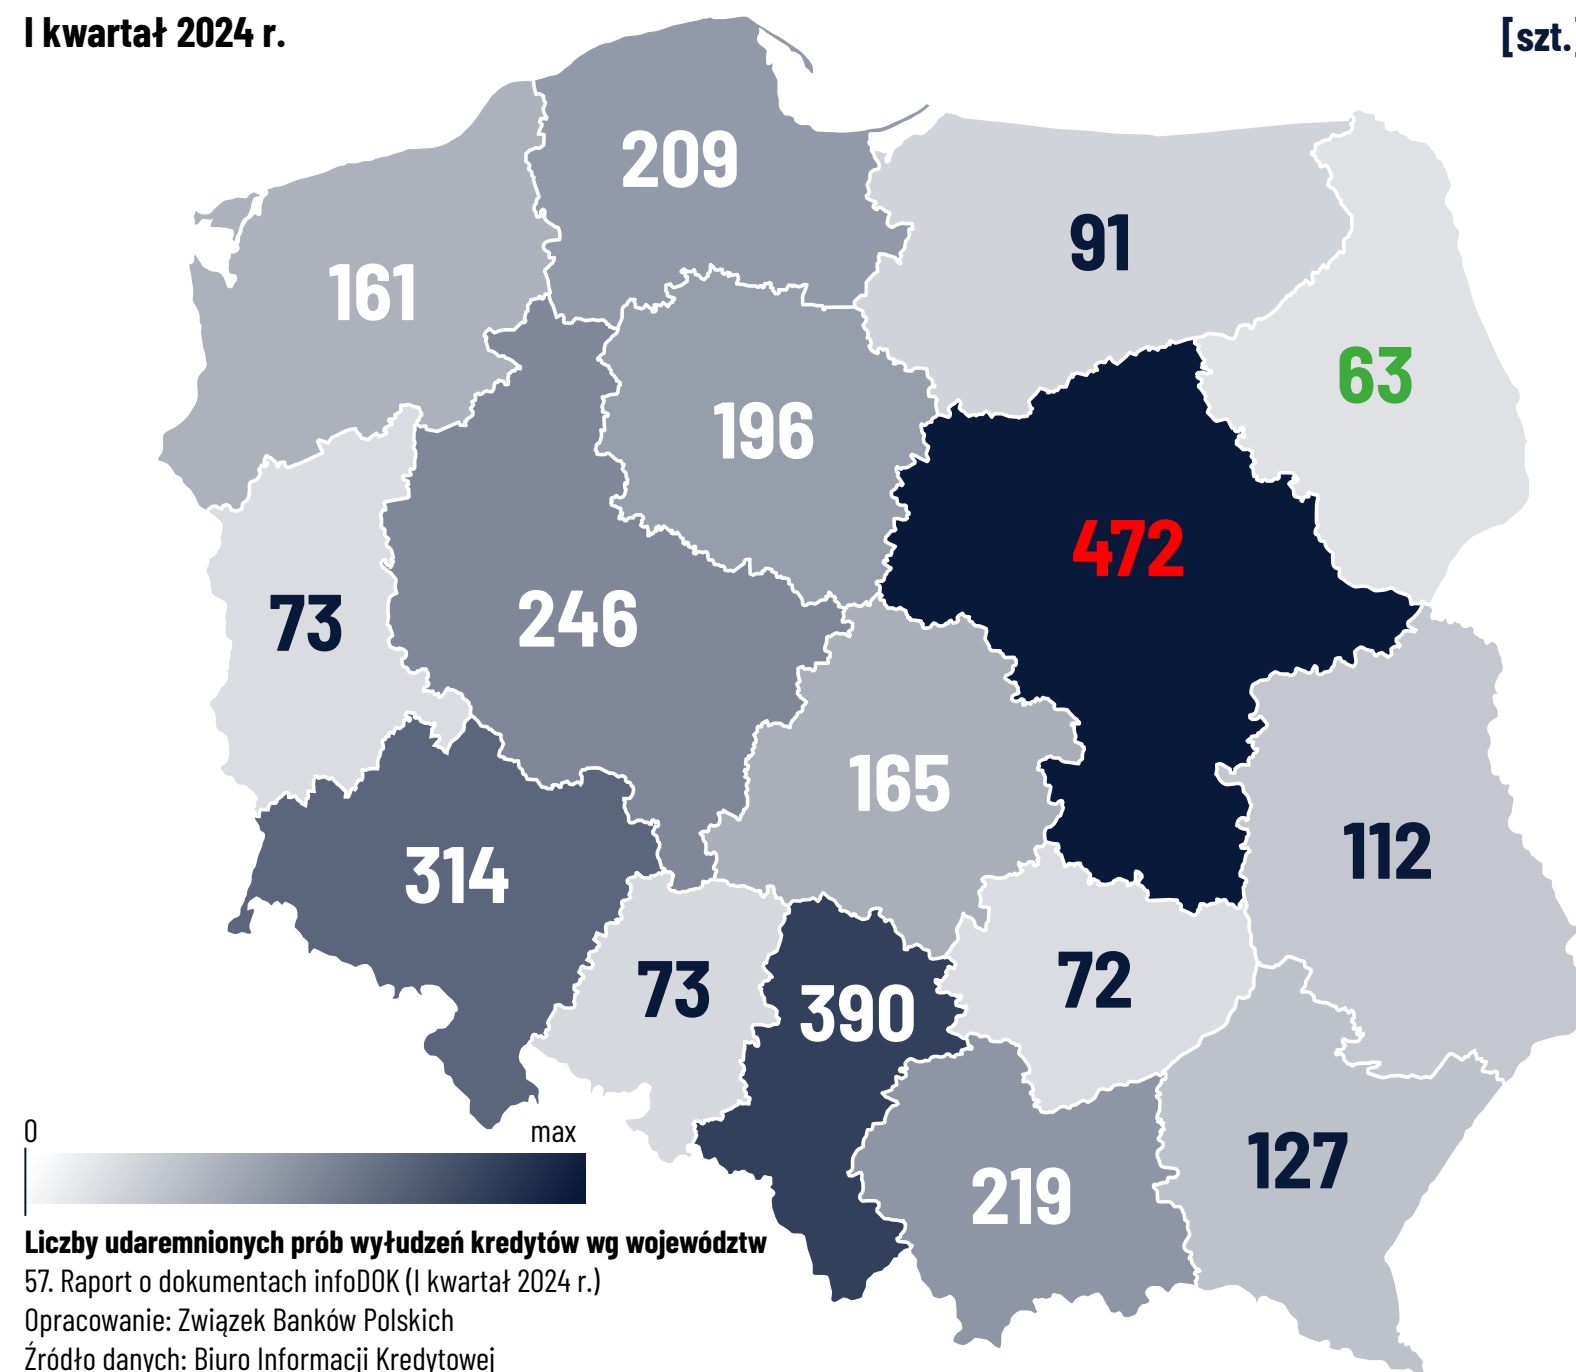 I kwartał 2024 r.
[szt.]
209
91
161
63
196
472
73
246
165
112
314
73
390
72
127
219
0 max
Liczby udaremnionych prób wyłudzeń kredytów wg województw
57. Raport o dokumentach infoDOK (I kwartał 2024 r.)
Opracowanie: Związek Banków Polskich
Źródło danych: Biuro Informacji Kredytowej